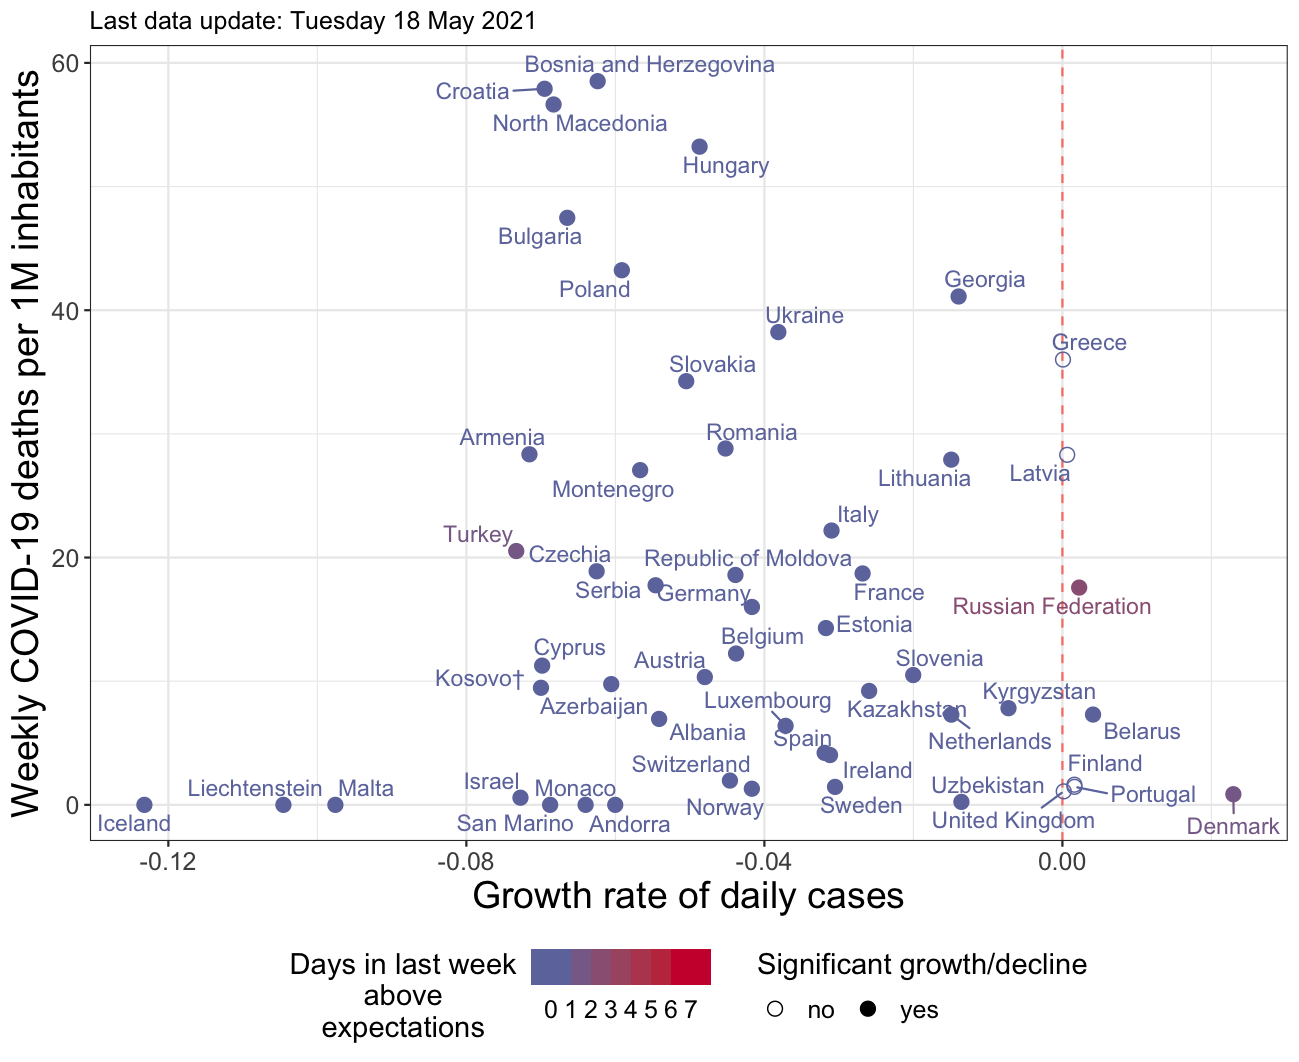 Last data update: Tuesday 18 May 2021
Weekly COVID-19 deaths per 1M inhabitants
60
40
20
0
Bosnia and Herzegovina
Croatia
North Macedonia
Hungary
Bulgaria
Poland
Georgia
Ukraine
Greece
Slovakia
Armenia
Romania
Montenegro
Lithuania
Latvia
Italy
Turkey
Czechia
Republic of Moldova
Serbia
Germany
France
Russian Federation
Estonia
Belgium
Cyprus
Austria
Slovenia
Kosovo†
Azerbaijan
Luxembourg
Kazakhstan
Kyrgyzstan
Albania
Spain
Netherlands
Belarus
Switzerland
Ireland
Finland
Liechtenstein
Malta
Israel
Monaco
Uzbekistan
Portugal
Norway
Sweden
Iceland
San Marino
Andorra
United Kingdom
Denmark
-0.12
-0.08
-0.04
0.00
Growth rate of daily cases
Days in last week
above
expectations
0 1 2 3 4 5 6 7
Significant growth/decline
no
yes